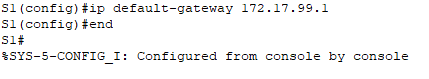 S1(config)#ip default-gateway 172.17.99.1
S1(config)#end
S1#
%SYS-5-CONFIG_I: Configured from console by console